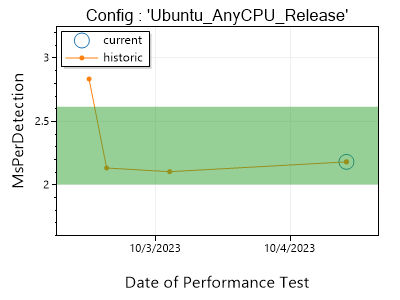 Config : 'Ubuntu_AnyCPU_Release'
current
historic
3
2.5
2
MsPerDetection
10/3/2023
10/4/2023
Date of Performance Test